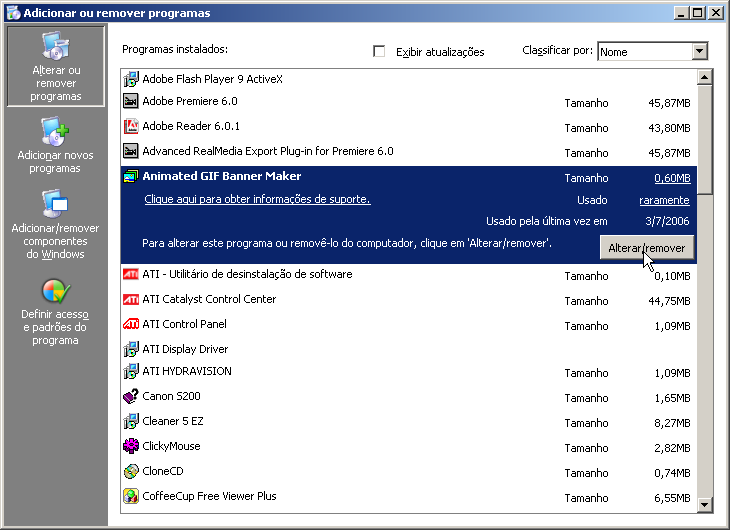 Adicionar ou remover programas
Alterar ou
remover
programas
Adicionar novos
programas
Adicionar/remover
componentes
do Windows
Definir acesso
e padrões do
programa
Programas instalados:
Exibir atualizações
Classificar por: Nome
Adobe Flash Player 9 ActiveX
Adobe Premiere 6.0 Tamanho 45,87MB
Adobe Reader 6.0.1 Tamanho 43,80MB
Advanced RealMedia Export Plug-in for Premiere 6.0 Tamanho 45,87MB
Animated GIF Banner Maker Tamanho 0,60MB
Clique aqui para obter informações de suporte. Usado raramente
Usado pela última vez em 3/7/2006
Para alterar este programa ou removê-lo do computador, clique em 'Alterar/remover'. Alterar/remover
ATI - Utilitário de desinstalação de software Tamanho 0,10MB
ATI Catalyst Control Center Tamanho 44,75MB
ATI Control Panel Tamanho 1,09MB
ATI Display Driver
ATI HYDRAVISION Tamanho 1,09MB
Canon S200 Tamanho 1,65MB
Cleaner 5 EZ Tamanho 8,27MB
ClickyMouse Tamanho 2,82MB
CloneCD Tamanho 0,74MB
CoffeeCup Free Viewer Plus Tamanho 6,55MB